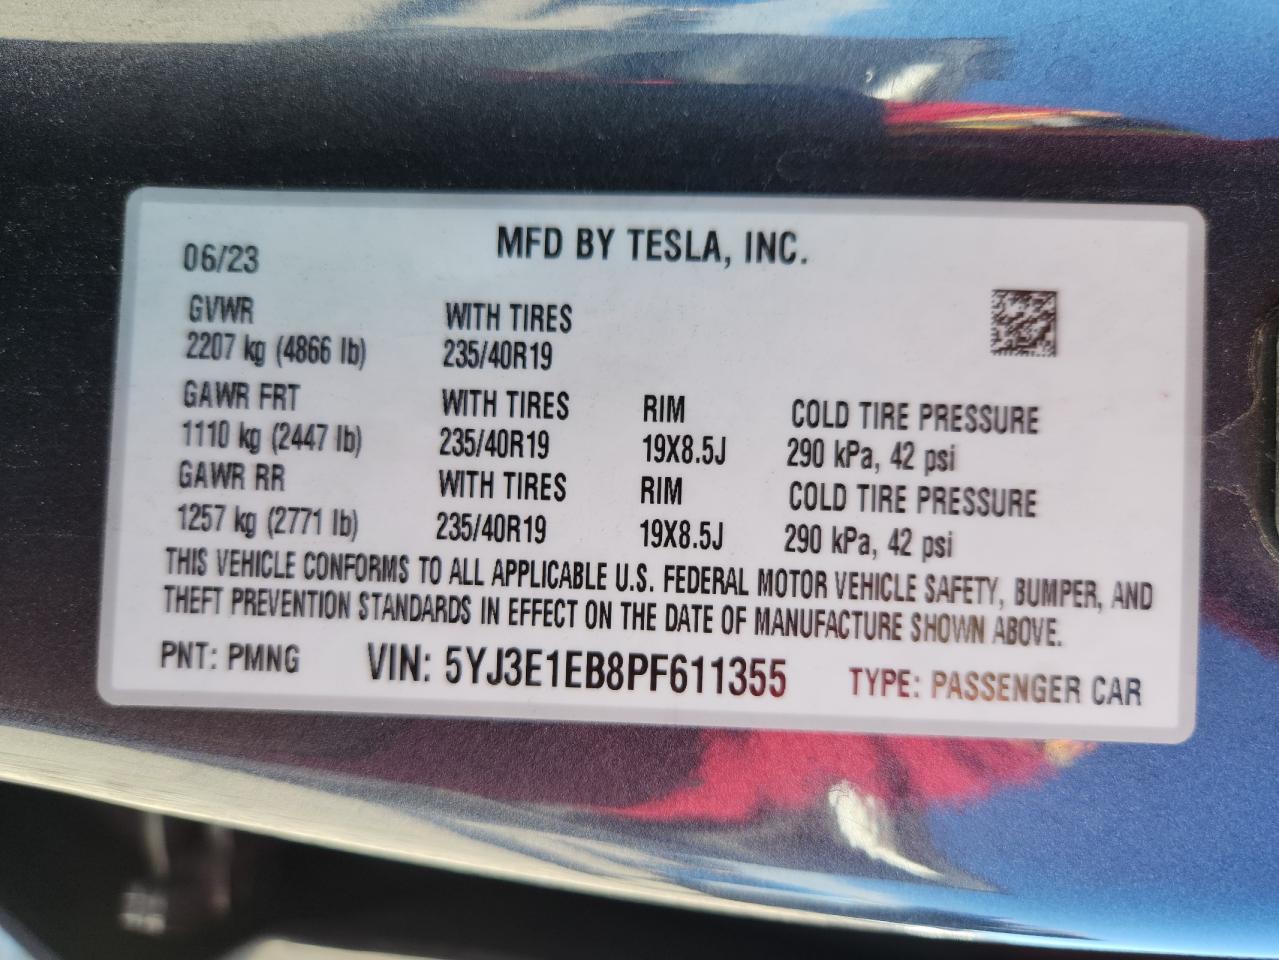 MFD BY TESLA, INC.
06/23
GVWR WITH TIRES
2207 kg (4866 lb) 235/40R19
GAWR FRT WITH TIRES RIM COLD TIRE PRESSURE
1110 kg (2447 lb) 235/40R19 19X8.5J 290 kPa, 42 psi
GAWR RR WITH TIRES RIM COLD TIRE PRESSURE
1257 kg (2771 lb) 235/40R19 19X8.5J 290 kPa, 42 psi
THIS VEHICLE CONFORMS TO ALL APPLICABLE U.S. FEDERAL MOTOR VEHICLE SAFETY, BUMPER, AND
THEFT PREVENTION STANDARDS IN EFFECT ON THE DATE OF MANUFACTURE SHOWN ABOVE.
PNT: PMNG VIN: 5YJ3E1EB8PF611355 TYPE: PASSENGER CAR